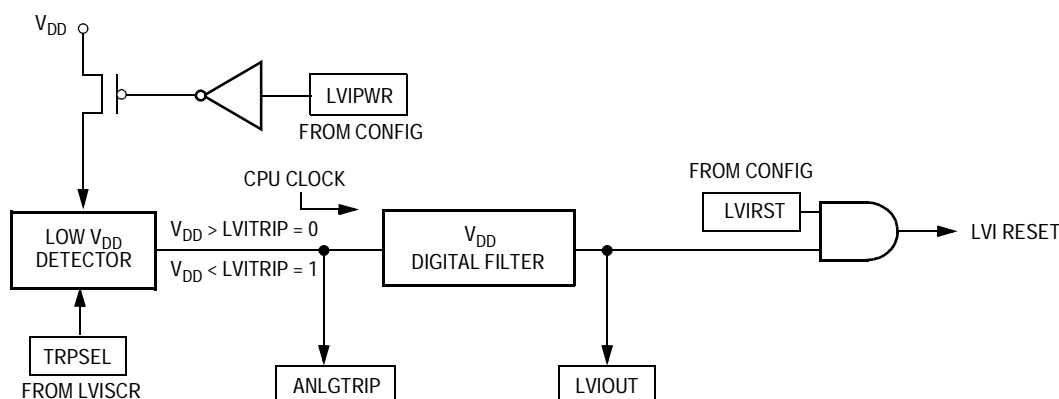 VDD
LVIPWR
FROM CONFIG
CPU CLOCK
FROM CONFIG
LVIRST
LOW VDD
DETECTOR
VDD > LVITRIP = 0
VDD < LVITRIP = 1
VDD
DIGITAL FILTER
LVI RESET
TRPSEL
FROM LVISCR
ANLGTRIP
LVIOUT